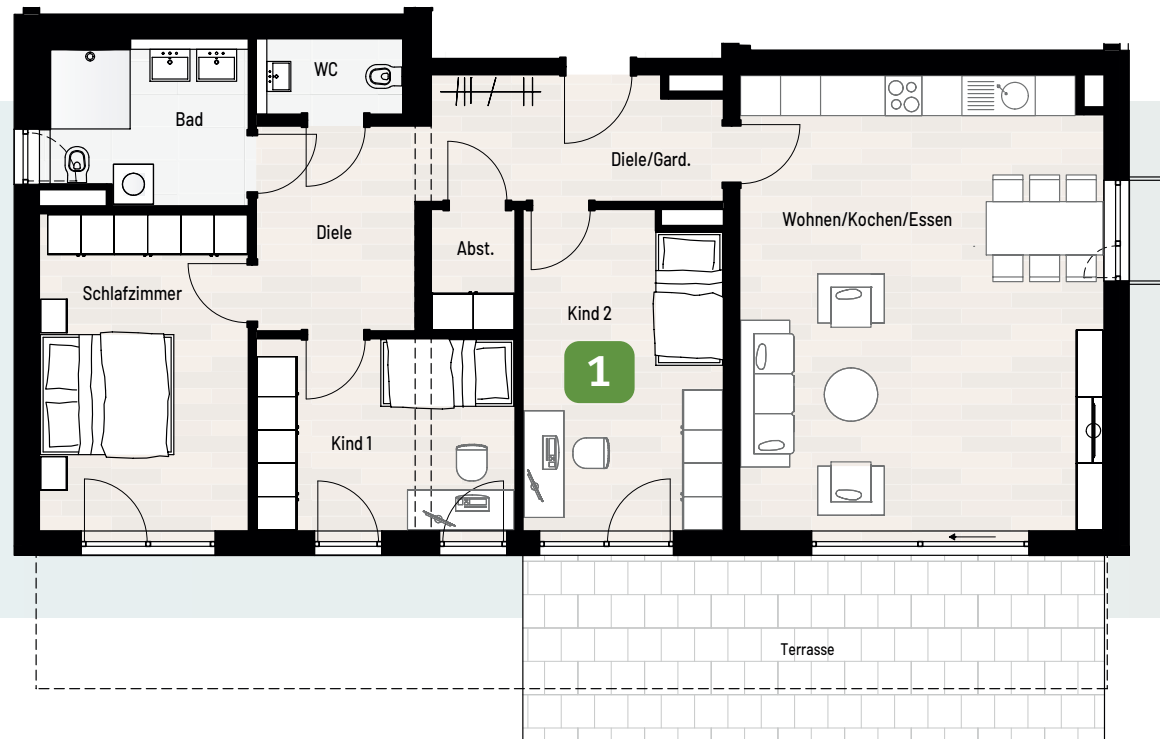 WC
Bad
Diele/Gard.
Wohnen/Kochen/Essen
Diele
Abst.
Schlafzimmer
Kind 2
1
Kind 1
Terrasse